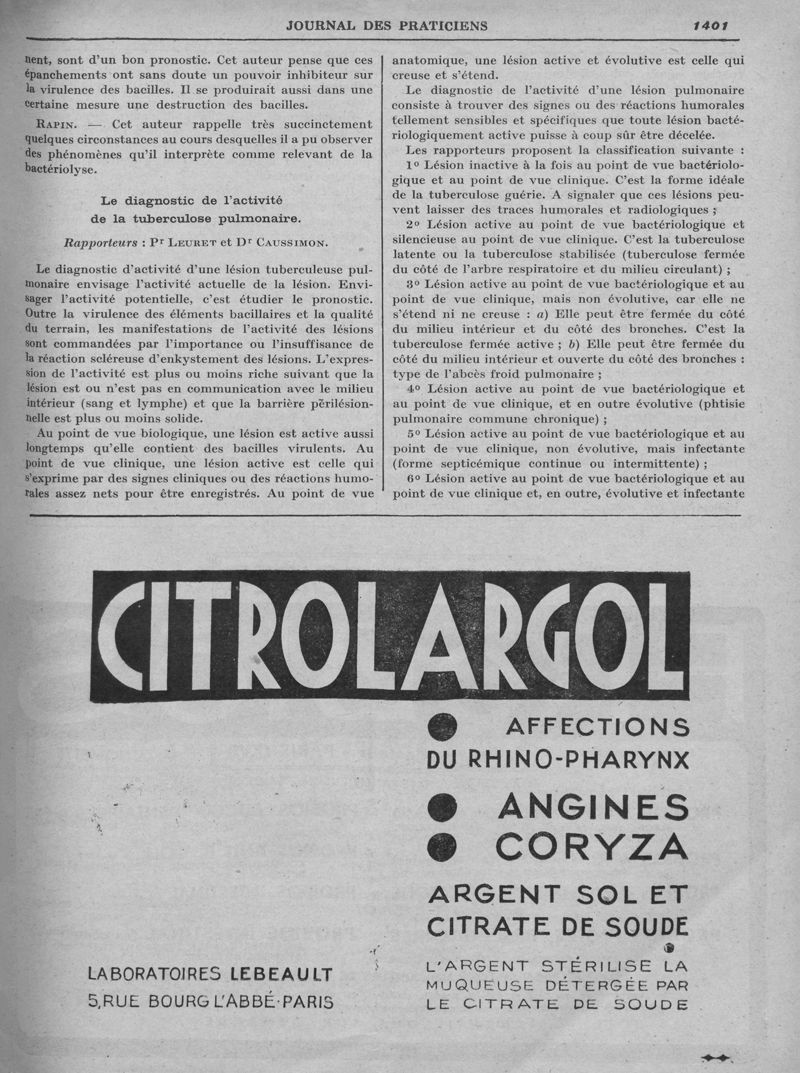 JOURNAL DES PRATICIENS 1401
nent, sont d'un bon pronostic. Cet auteur pense que ces
épanchements ont sans doute un pouvoir inhibiteur sur
la virulence des bacilles. Il se produirait aussi dans une
certaine mesure une destruction des bacilles.
RAPIN. — Cet auteur rappelle très succinctement
quelques circonstances au cours desquelles il a pu observer
des phénomènes qu'il interprète comme relevant de la
bactériolyse.
Le diagnostic de l'activité
de la tuberculose pulmonaire.
Rapporteurs : Pr LEURET et Dr CAUSSIMON.
Le diagnostic d'activité d'une lésion tuberculeuse pul-
monaire envisage l'activité actuelle de la lésion. Envi-
sager l'activité potentielle, c'est étudier le pronostic.
Outre la virulence des éléments bacillaires et la qualité
du terrain, les manifestations de l'activité des lésions
sont commandées par l'importance ou l'insuffisance de
la réaction scléreuse d'enkystement des lésions. L'expres-
sion de l'activité est plus ou moins riche suivant que la
lésion est ou n'est pas en communication avec le milieu
intérieur (sang et lymphe) et que la barrière périlésion-
nelle est plus ou moins solide.
Au point de vue biologique, une lésion est active aussi
longtemps qu'elle contient des bacilles virulents. Au
point de vue clinique, une lésion active est celle qui
s'exprime par des signes cliniques ou des réactions humo-
rales assez nets pour être enregistrés. Au point de vue
anatomique, une lésion active et évolutive est celle qui
creuse et s'étend.
Le diagnostic de l'activité d'une lésion pulmonaire
consiste à trouver des signes ou des réactions humorales
tellement sensibles et spécifiques que toute lésion bacté-
riologiquement active puisse à coup sûr être décelée.
Les rapporteurs proposent la classification suivante :
1º Lésion inactive à la fois au point de vue bactériolo-
gique et au point de vue clinique. C'est la forme idéale
de la tuberculose guérie. A signaler que ces lésions peu-
vent laisser des traces humorales et radiologiques ;
2º Lésion active au point de vue bactériologique et
silencieuse au point de vue clinique. C'est la tuberculose
latente ou la tuberculose stabilisée (tuberculose fermée
du côté de l'arbre respiratoire et du milieu circulant) ;
3º Lésion active au point de vue bactériologique et au
point de vue clinique, mais non évolutive, car elle ne
s'étend ni ne creuse : a) Elle peut être fermée du côté
du milieu intérieur et du côté des bronches. C'est la
tuberculose fermée active ; b) Elle peut être fermée du
côté du milieu intérieur et ouverte du côté des bronches :
type de l'abcès froid pulmonaire ;
4º Lésion active au point de vue bactériologique et
au point de vue clinique, et en outre évolutive (phtisie
pulmonaire commune chronique) ;
5º Lésion active au point de vue bactériologique et au
point de vue clinique, non évolutive, mais infectante
(forme septicémique continue ou intermittente) ;
6º Lésion active au point de vue bactériologique et au
point de vue clinique et, en outre, évolutive et infectante
CITROLARGOL
AFFECTIONS
DU RHINO-PHARYNX
ANGINES
CORYZA
ARGENT SOL ET
CITRATE DE SOUDE
L'ARGENT STÉRILISE LA
MUQUEUSE DÉTERGÉE PAR
LE CITRATE DE SOUDE
LABORATOIRES LEBEAULT
5, RUE BOURG L'ABBÉ-PARIS